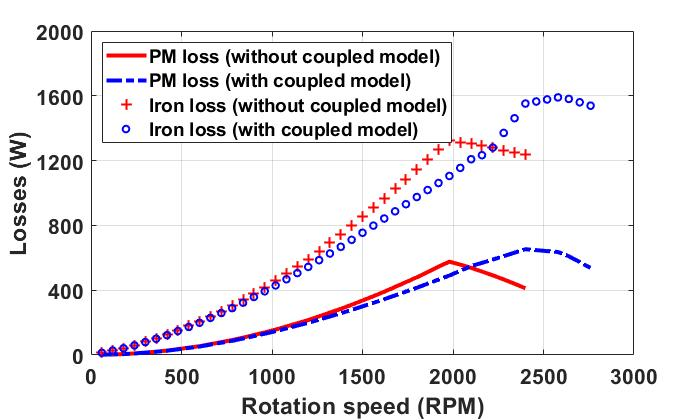 2000
1600
1200
800
400
0
Losses (W)
PM loss (without coupled model)
PM loss (with coupled model)
Iron loss (without coupled model)
Iron loss (with coupled model)
0 500 1000 1500 2000 2500 3000
Rotation speed (RPM)